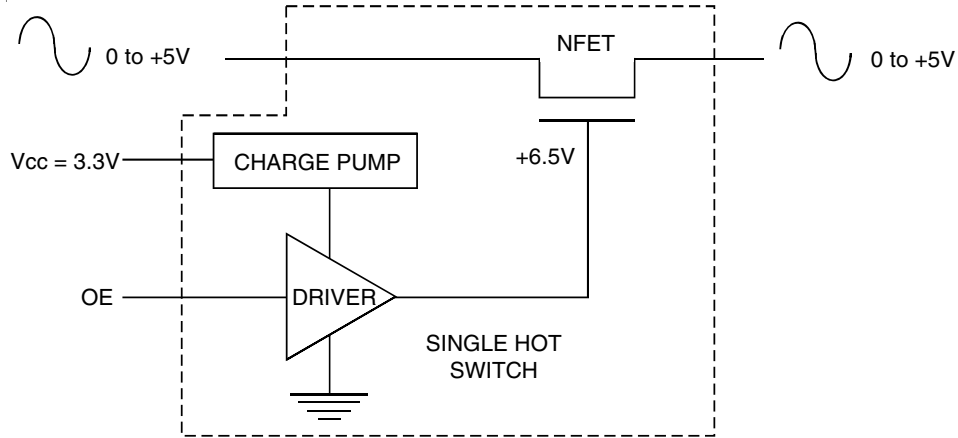 NFET
0 to +5V
0 to +5V
Vcc = 3.3V
CHARGE PUMP
+6.5V
OE
DRIVER
SINGLE HOT
SWITCH